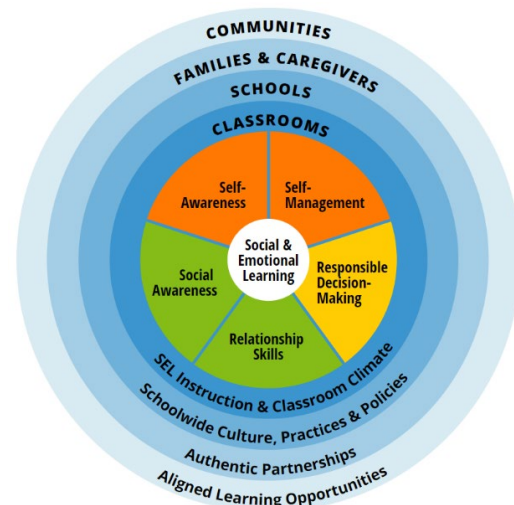 COMMUNITIES
FAMILIES & CAREGIVERS
SCHOOLS
CLASSROOMS
Self-
Awareness
Self-
Management
Social &
Emotional
Learning
Social
Awareness
Responsible
Decision-
Making
Relationship
Skills
SEL Instruction & Classroom Climate
Schoolwide Culture, Practices & Policies
Authentic Partnerships
Aligned Learning Opportunities